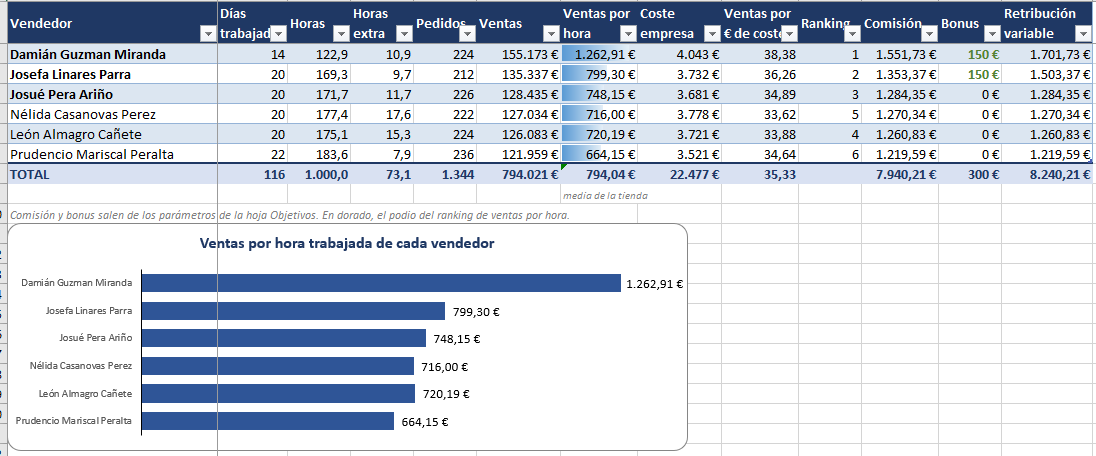 Vendedor Días trabajad Horas Horas extra Pedidos Ventas Ventas por hora Coste empresa Ventas por € de coste Ranking Comisión Bonus Retribución variable
Damián Guzman Miranda 14 122,9 10,9 224 155.173 € 1.262,91 € 4.043 € 38,38 1 1.551,73 € 150 € 1.701,73 €
Josefa Linares Parra 20 169,3 9,7 212 135.337 € 799,30 € 3.732 € 36,26 2 1.353,37 € 150 € 1.503,37 €
Josué Pera Ariño 20 171,7 11,7 226 128.435 € 748,15 € 3.681 € 34,89 3 1.284,35 € 0 € 1.284,35 €
Nélida Casanovas Perez 20 177,4 17,6 222 127.034 € 716,00 € 3.778 € 33,62 5 1.270,34 € 0 € 1.270,34 €
León Almagro Cañete 20 175,1 15,3 224 126.083 € 720,19 € 3.721 € 33,88 4 1.260,83 € 0 € 1.260,83 €
Prudencio Mariscal Peralta 22 183,6 7,9 236 121.959 € 664,15 € 3.521 € 34,64 6 1.219,59 € 0 € 1.219,59 €
TOTAL 116 1.000,0 73,1 1.344 794.021 € 794,04 € 22.477 € 35,33 7.940,21 € 300 € 8.240,21 €
media de la tienda
Comisión y bonus salen de los parámetros de la hoja Objetivos. En dorado, el podio del ranking de ventas por hora.
Ventas por hora trabajada de cada vendedor
Damián Guzman Miranda 1.262,91 €
Josefa Linares Parra 799,30 €
Josué Pera Ariño 748,15 €
Nélida Casanovas Perez 716,00 €
León Almagro Cañete 720,19 €
Prudencio Mariscal Peralta 664,15 €